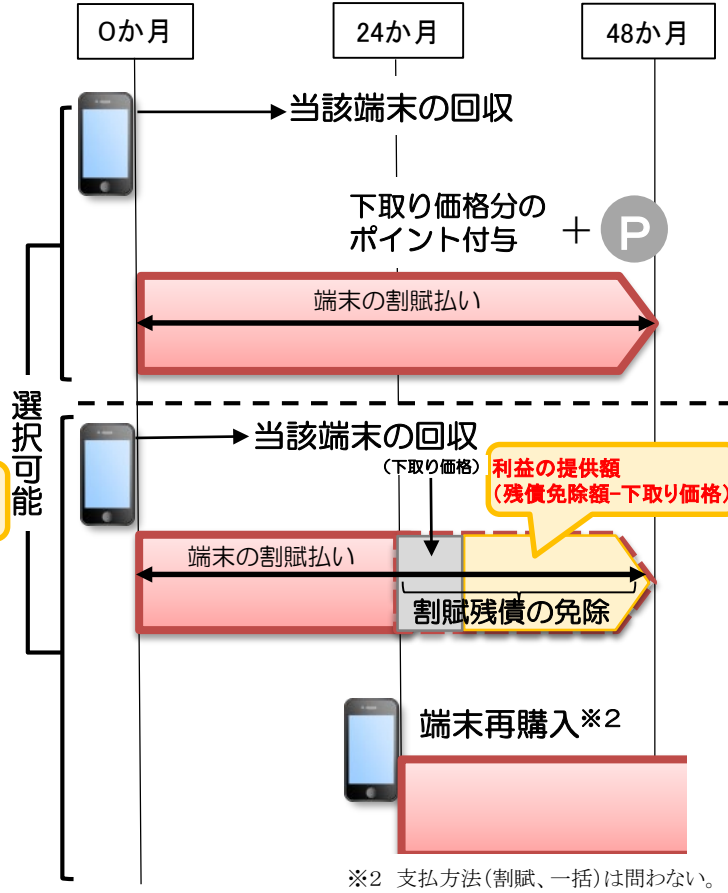 0か月
24か月
48か月
当該端末の回収
下取り価格分の
ポイント付与
+
P
端末の割賦払い
選択可能
当該端末の回収
(下取り価格)
利益の提供額
(残債免除額-下取り価格)
端末の割賦払い
割賦残債の免除
端末再購入※2
※2 支払方法(割賦、一括)は問わない。